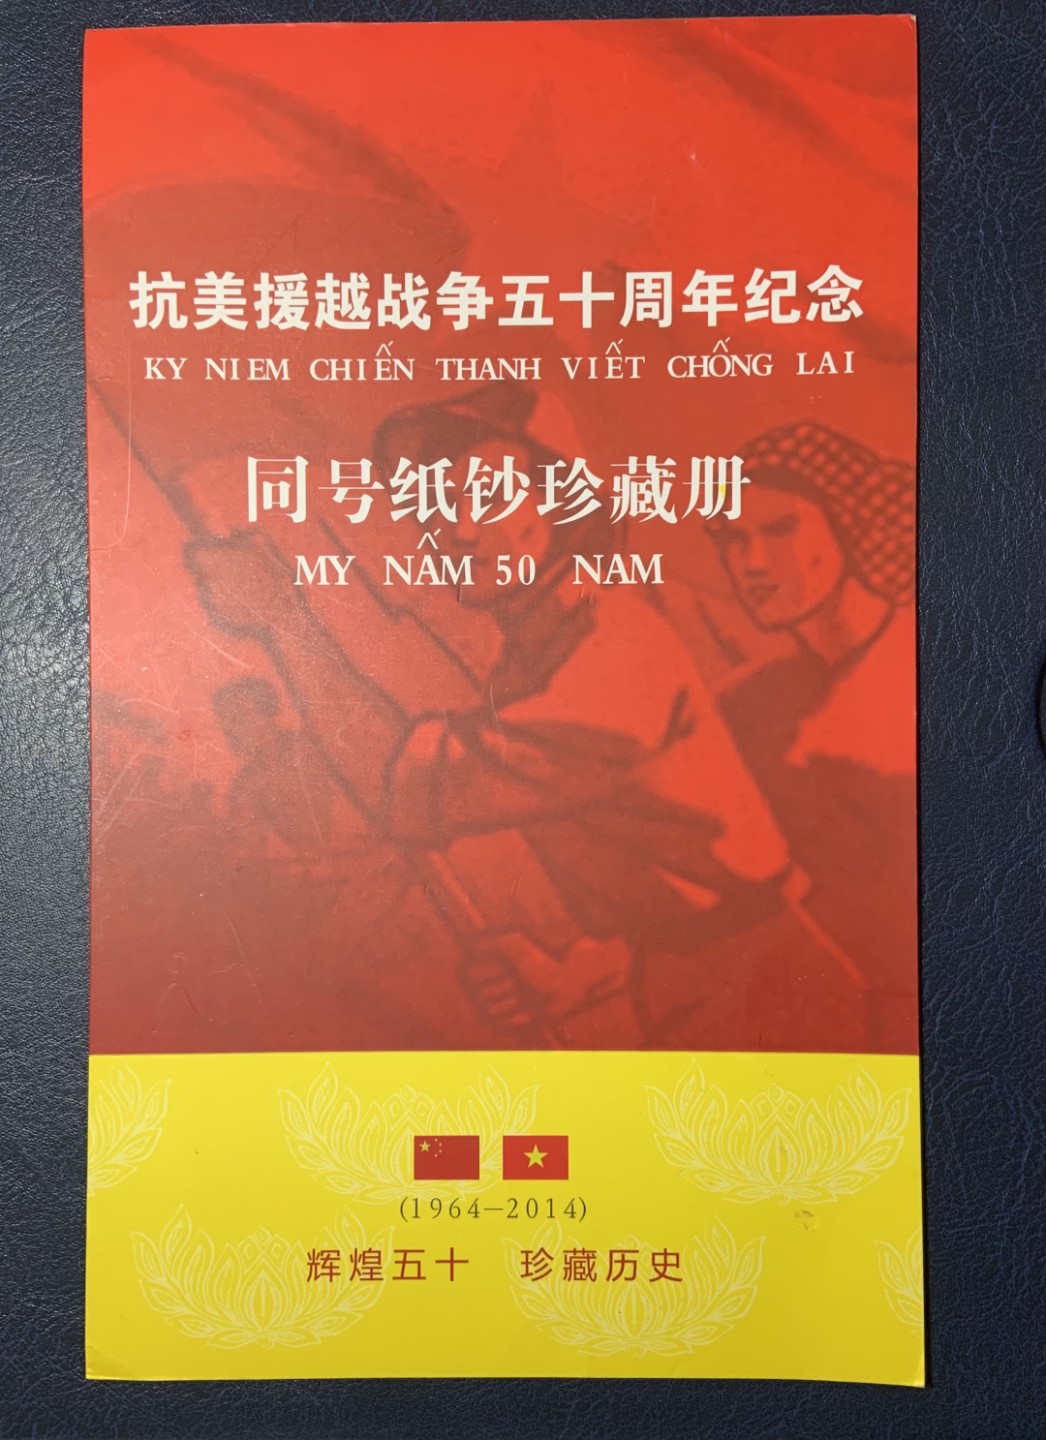 抗美援越战争五十周年纪念
KY NIEM CHIẾN THANH VIẾT CHỐNG LAI
同号纸钞珍藏册
MY NẤM 50 NAM
(1964—2014)
辉煌五十 珍藏历史